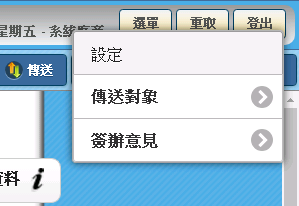 星期五 - 系統
選單 重取 登出
傳送
設定
傳送對象
簽辦意見
資料